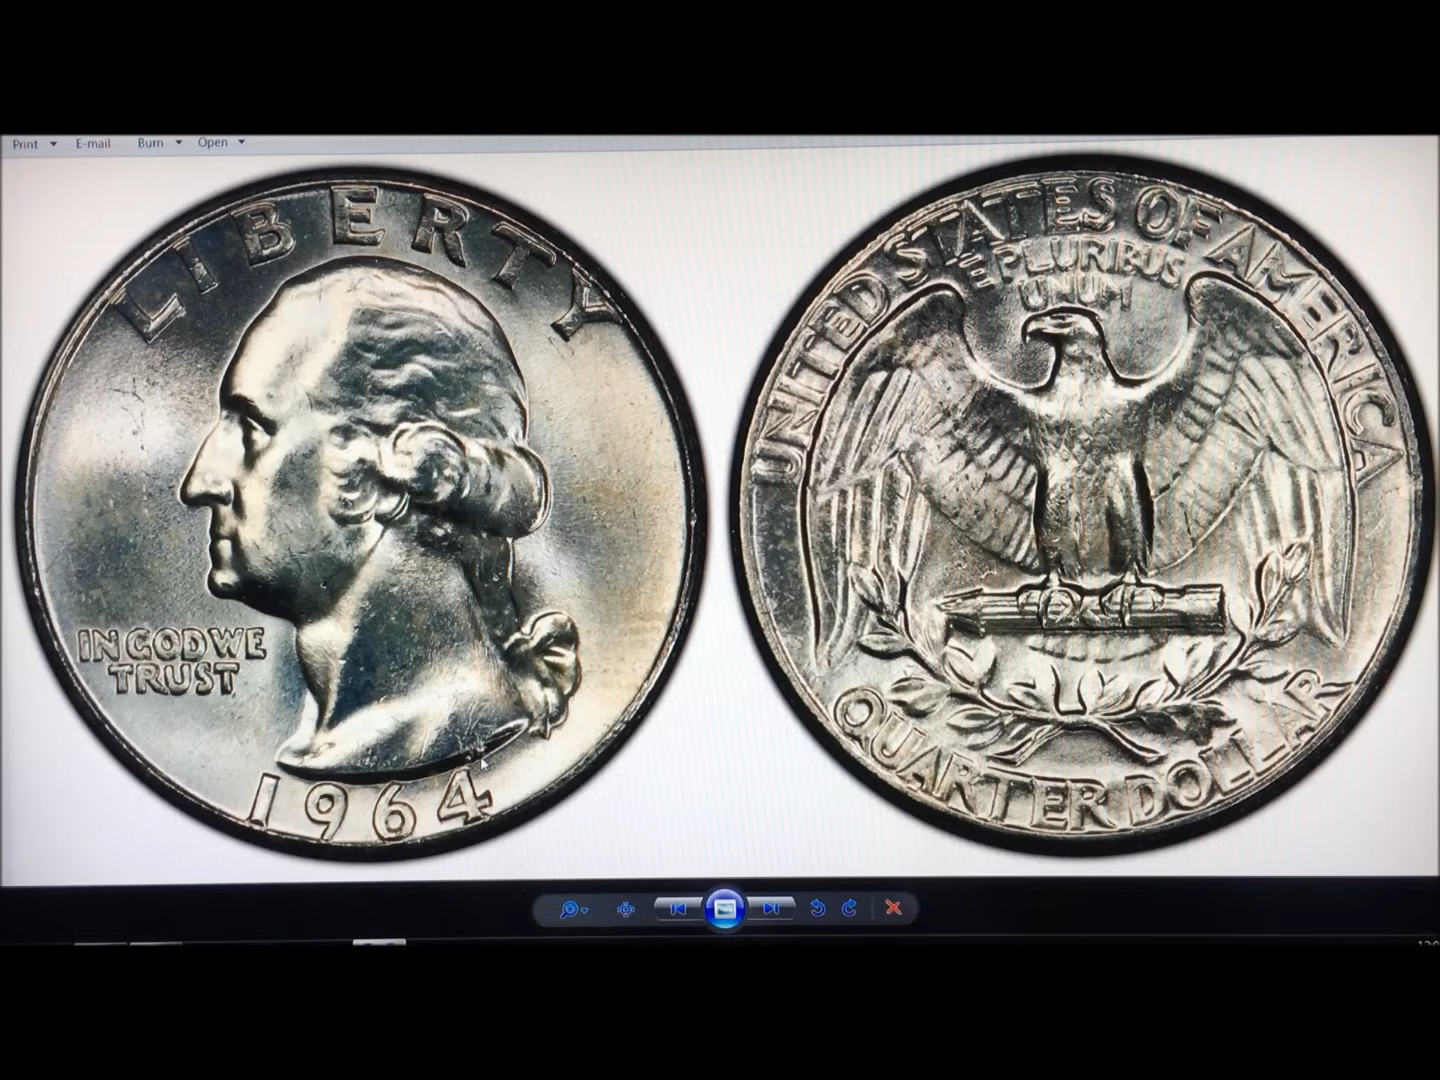 Print E-mail Burn Open
LIBERTY
IN GOD WE
TRUST
1964
UNITED STATES OF AMERICA
E PLURIBUS
UNUM
QUARTER DOLLAR